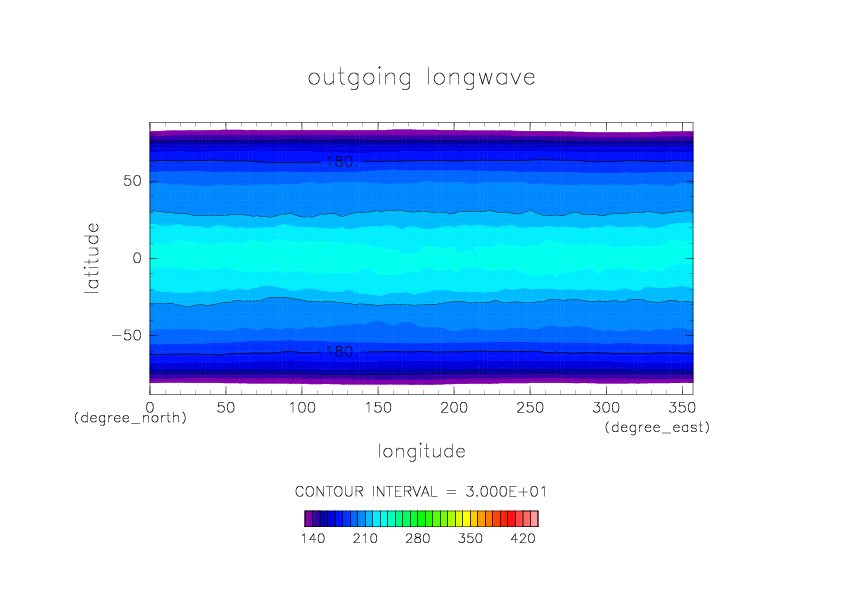 outgoing longwave
180.
50
0
−50
180.
latitude
0 50 100 150 200 250 300 350
(degree_north)
(degree_east)
longitude
CONTOUR INTERVAL = 3.000E+01
140 210 280 350 420